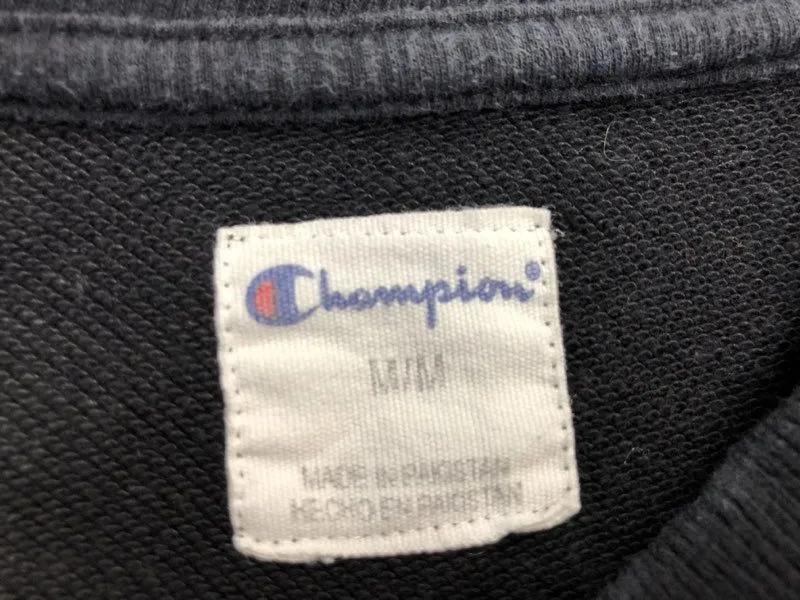 Champion®
M/M
MADE IN PAKISTAN
HECHO EN PAKISTAN